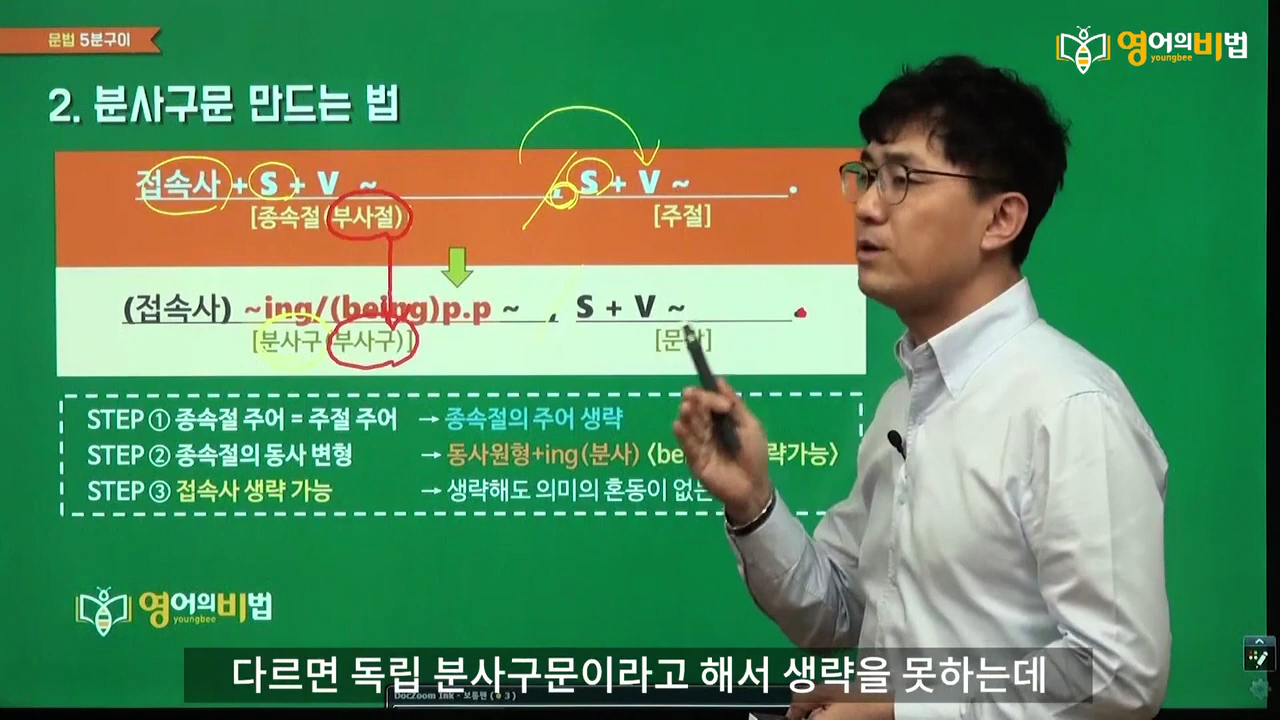 문법 5분구이
영어의비법
youngbee
2. 분사구문 만드는 법
접속사 + S + V ~ , S + V ~ .
[종속절(부사절)] [주절]
(접속사) ~ing/(being)p.p ~ , S + V ~ .
[분사구(부사구)]
STEP ① 종속절 주어 = 주절 주어 → 종속절의 주어 생략
STEP ② 종속절의 동사 변형 → 동사원형+ing(분사)
STEP ③ 접속사 생략 가능 → 생략해도 의미의 혼동이
영어의비법
youngbee
다르면 독립 분사구문이라고 해서 생략을 못하는데
DocZoom Ink - 보통펜 ( 3 )